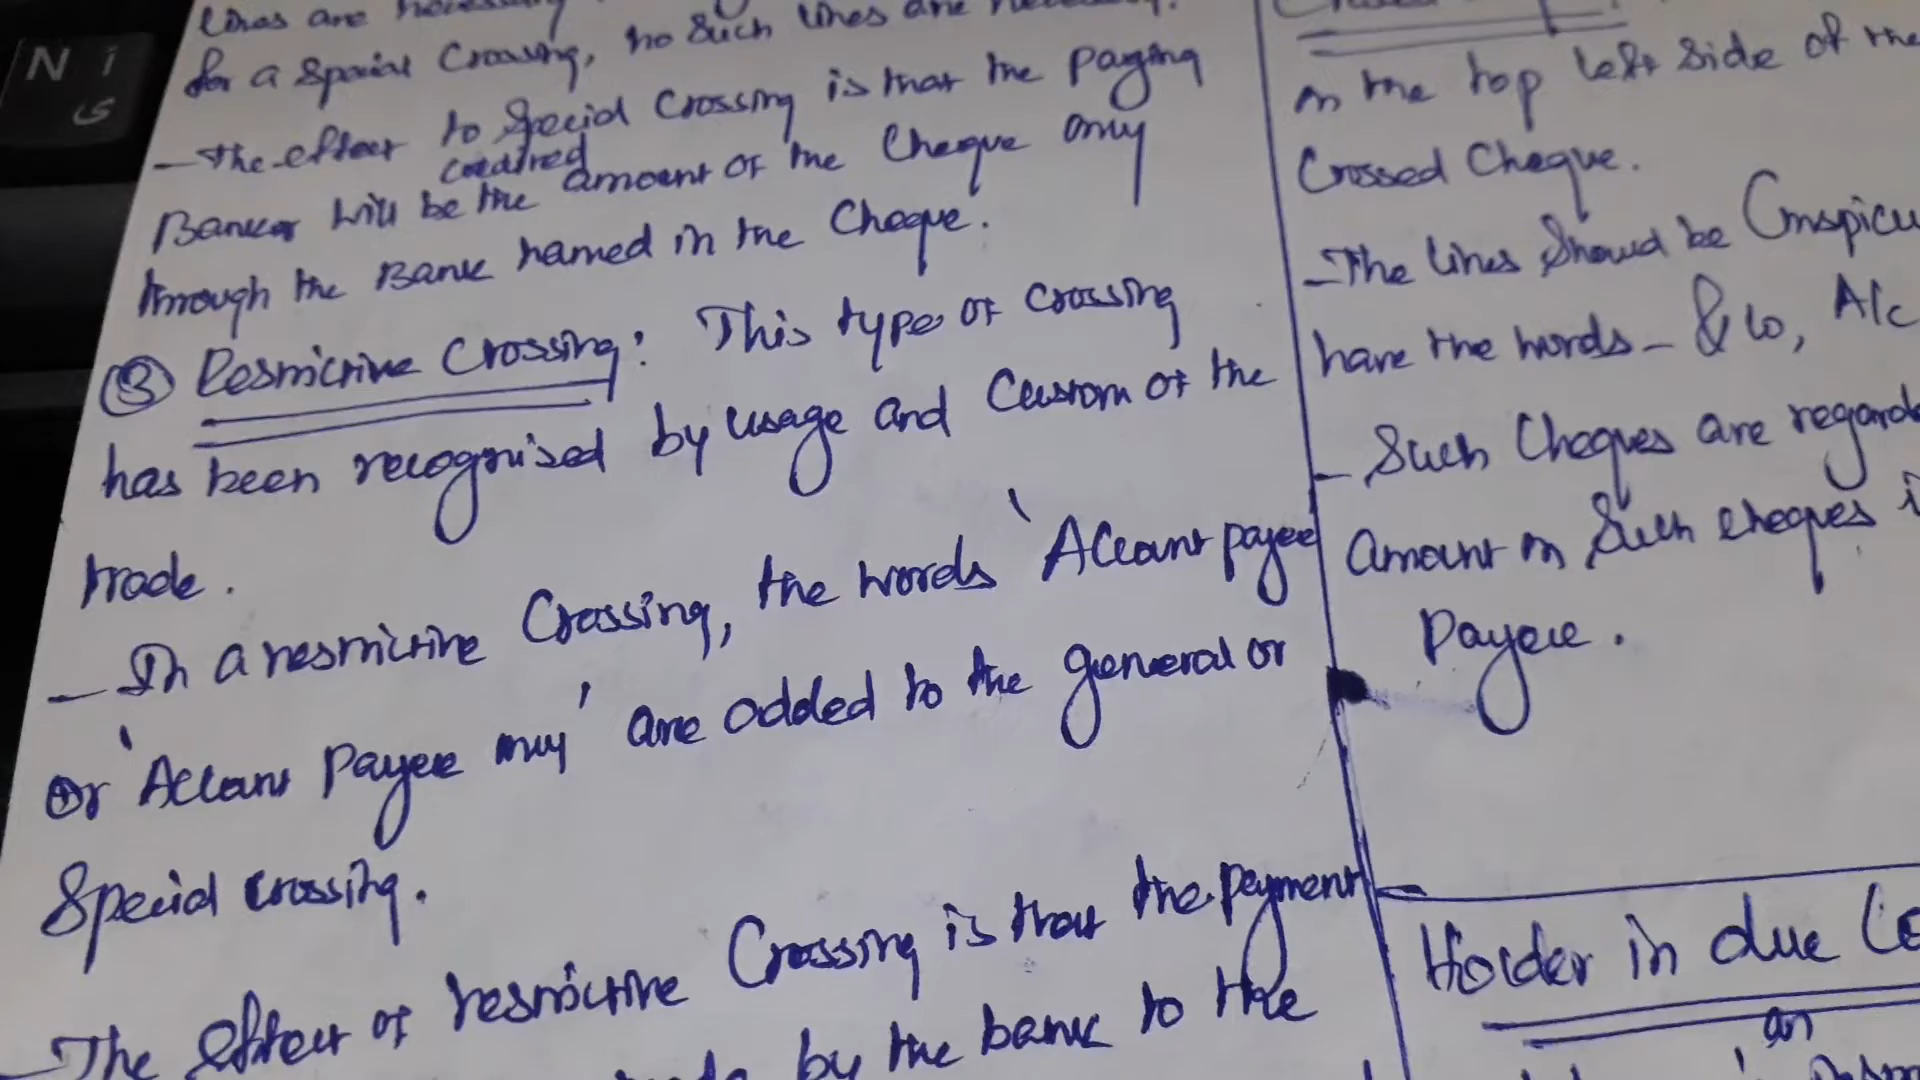 Lines are necessary
for a Special Crossing, no such lines are necessary.
- The effect to Special Crossing is that the paying
Banker will be the amount of the Cheque only
through the Bank named in the Cheque.
③ Restrictive Crossing: This type of crossing
has been recognised by usage and Custom of the
trade.
- In a restrictive Crossing, the words 'Account payee'
or 'Account Payee only' are added to the general or
Special crossing.
- The effect of restrictive Crossing is that the payment
by the bank to the
on the top left side of the
Crossed Cheque.
- The lines should be
have the words - & Co, A/c
- Such Cheques are
Amount on Such cheques
Payee.
Holder in due
or
N